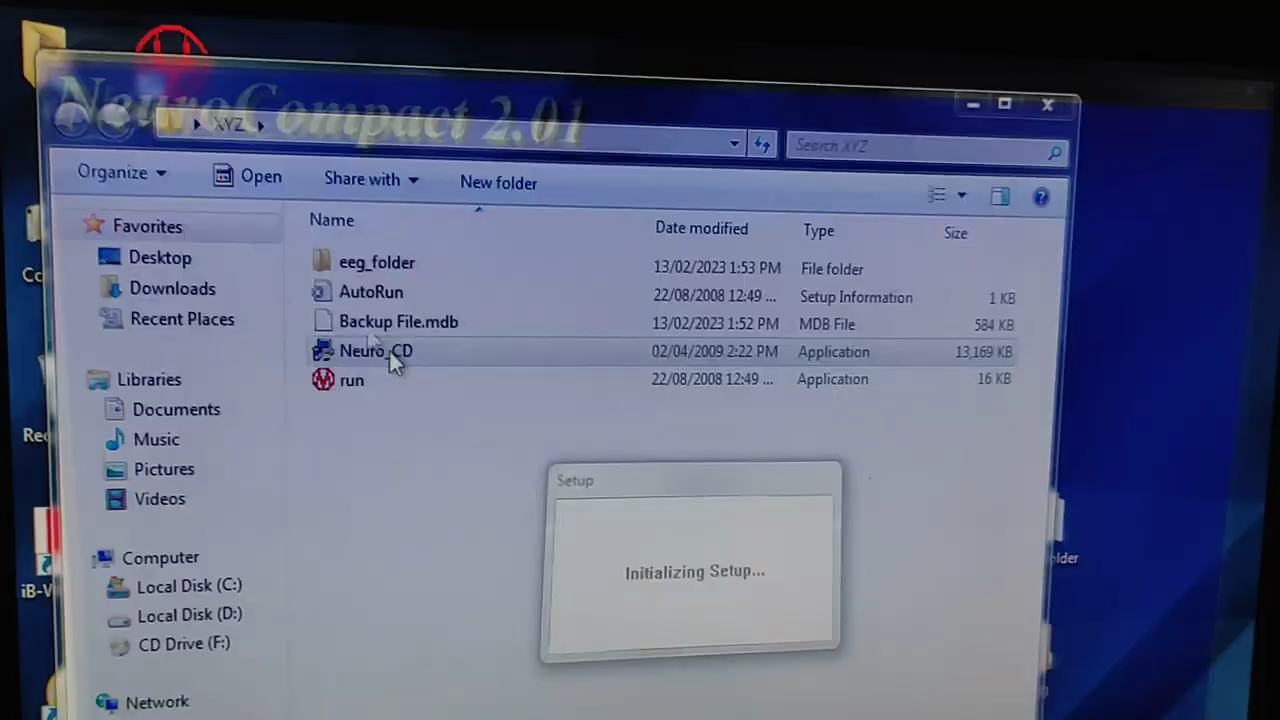 NeuroCompact 2.01
XYZ
Search XYZ
Organize
Open
Share with
New folder
Name
Date modified
Type
Size
eeg_folder
13/02/2023 1:53 PM
File folder
AutoRun
22/08/2008 12:49 ...
Setup Information
1 KB
Backup File.mdb
13/02/2023 1:52 PM
MDB File
584 KB
Neuro_CD
02/04/2009 2:22 PM
Application
13,169 KB
run
22/08/2008 12:49 ...
Application
16 KB
Favorites
Desktop
Downloads
Recent Places
Libraries
Documents
Music
Pictures
Videos
Computer
Local Disk (C:)
Local Disk (D:)
CD Drive (F:)
Network
Setup
Initializing Setup...